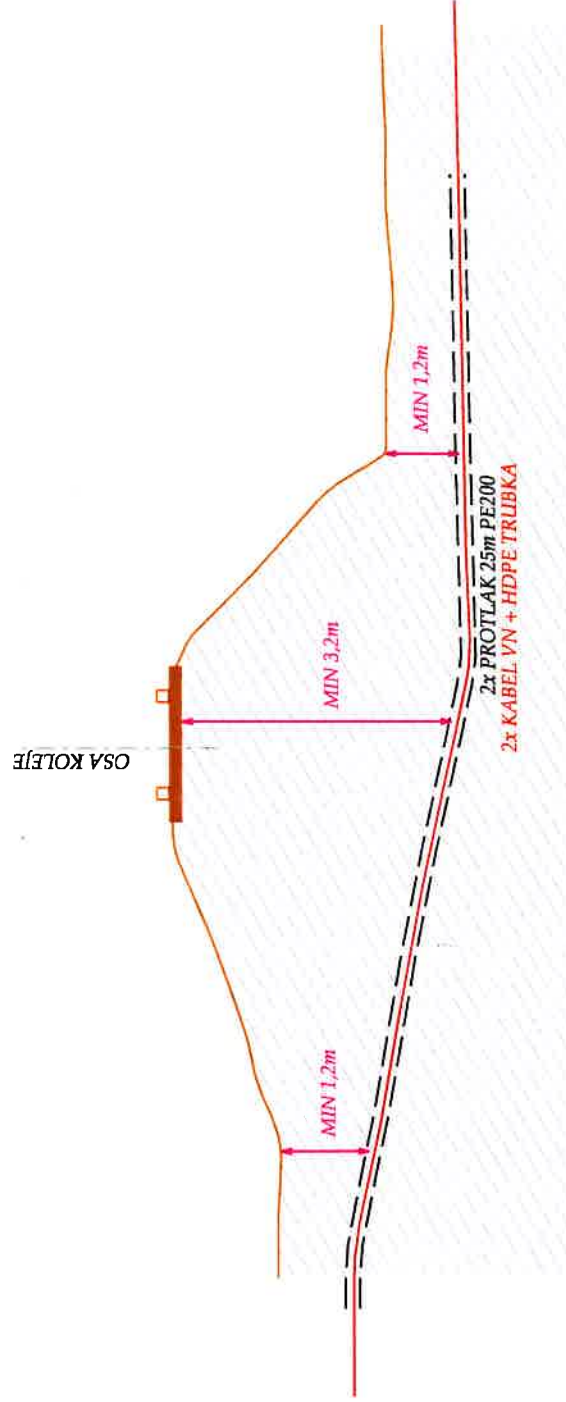 OSA KOLEJE
MIN 3,2m
MIN 1,2m
MIN 1,2m
2x PROTLAK 25m PE200
2x KABEL VN + HDPE TRUBKA